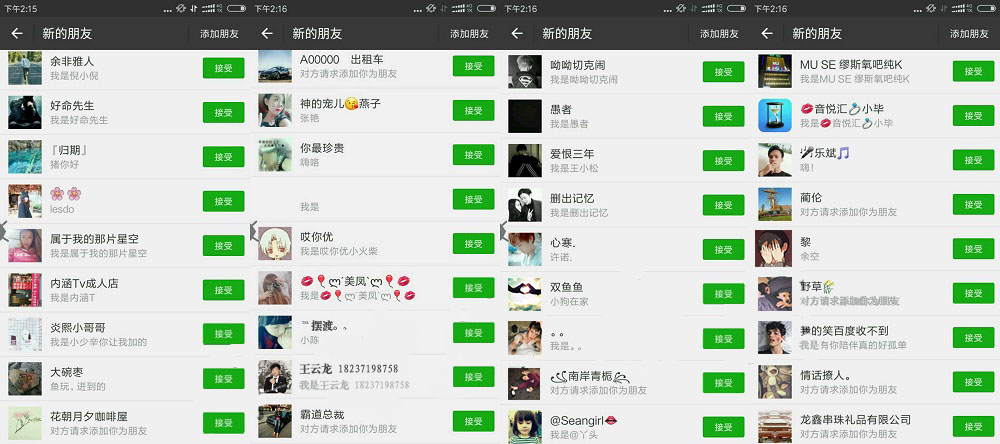 下午2:15
新的朋友
添加朋友
余非雅人
我是倪小倪
接受
好命先生
我是好命先生
接受
『归期』
猪你好
接受
🌸🌸
lesdo
接受
属于我的那片星空
我是属于我的那片星空
接受
内涵Tv成人店
我是内涵T
接受
炎熙小哥哥
我是小少辛你让我加的
接受
大碗枣
鱼玩，进到的
接受
花朝月夕咖啡屋
对方请求添加你为朋友
接受
下午2:16
新的朋友
添加朋友
A00000 出租车
对方请求添加你为朋友
接受
神的宠儿😘燕子
张艳
接受
你最珍贵
嗨咯
接受
我是
接受
哎你优
我是哎你优小火柴
接受
💋🎈ღ´美凤`ღ🎈💋
我是💋🎈ღ´美凤`ღ🎈💋
接受
摆渡。、
小陈
接受
王云龙 18237198758
我是王云龙 18237198758
接受
霸道总裁
对方请求添加你为朋友
接受
下午2:16
新的朋友
添加朋友
呦呦切克闹
我是呦呦切克闹
接受
愚者
我是愚者
接受
爱恨三年
我是王小松
接受
删出记忆
我是删出记忆
接受
心寒.
许诺.
接受
双鱼鱼
小狗在家
接受
。。
我是。。
接受
南岸青栀
对方请求添加你为朋友
接受
@Seangirl👄
我是@丫头
接受
下午2:16
新的朋友
添加朋友
MU SE 缪斯氧吧纯K
我是MU SE 缪斯氧吧纯K
接受
💋音悦汇💍小毕
我是💋音悦汇💍小毕
接受
🎤乐斌🎵
嗨！
接受
蔺伦
对方请求添加你为朋友
接受
黎
余空
接受
野草🌾
对方请求添加你为朋友
接受
的笑百度收不到
我是有你陪伴真的好孤单
接受
情话撩人。
对方请求添加你为朋友
接受
龙鑫串珠礼品有限公司
对方请求添加你为朋友
接受